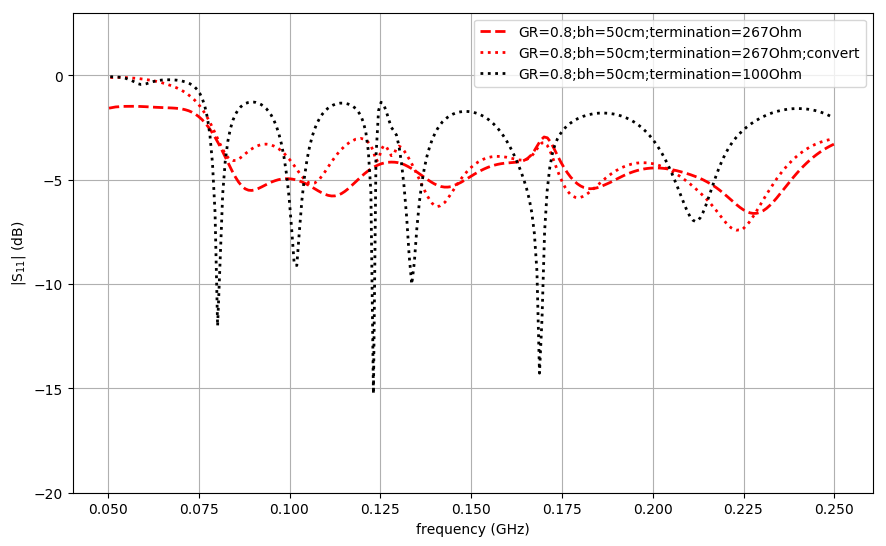 GR=0.8;bh=50cm;termination=267Ohm
GR=0.8;bh=50cm;termination=267Ohm;convert
GR=0.8;bh=50cm;termination=100Ohm
0
−5
−10
−15
−20
|S₁₁| (dB)
0.050 0.075 0.100 0.125 0.150 0.175 0.200 0.225 0.250
frequency (GHz)